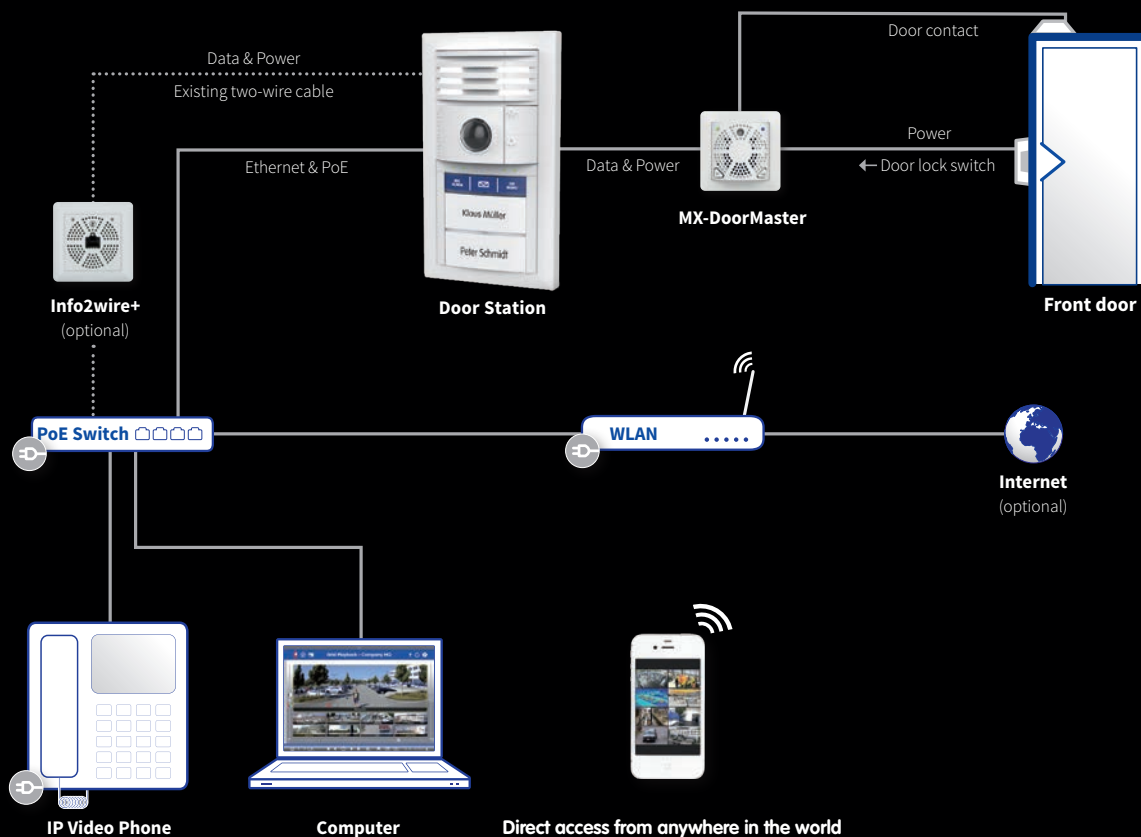 Data & Power
Existing two-wire cable
Ethernet & PoE
Klaus Müller
Peter Schmidt
Door Station
Data & Power
MX-DoorMaster
Door contact
Power
← Door lock switch
Front door
Info2wire+
(optional)
PoE Switch
WLAN
Internet
(optional)
IP Video Phone
Computer
Direct access from anywhere in the world